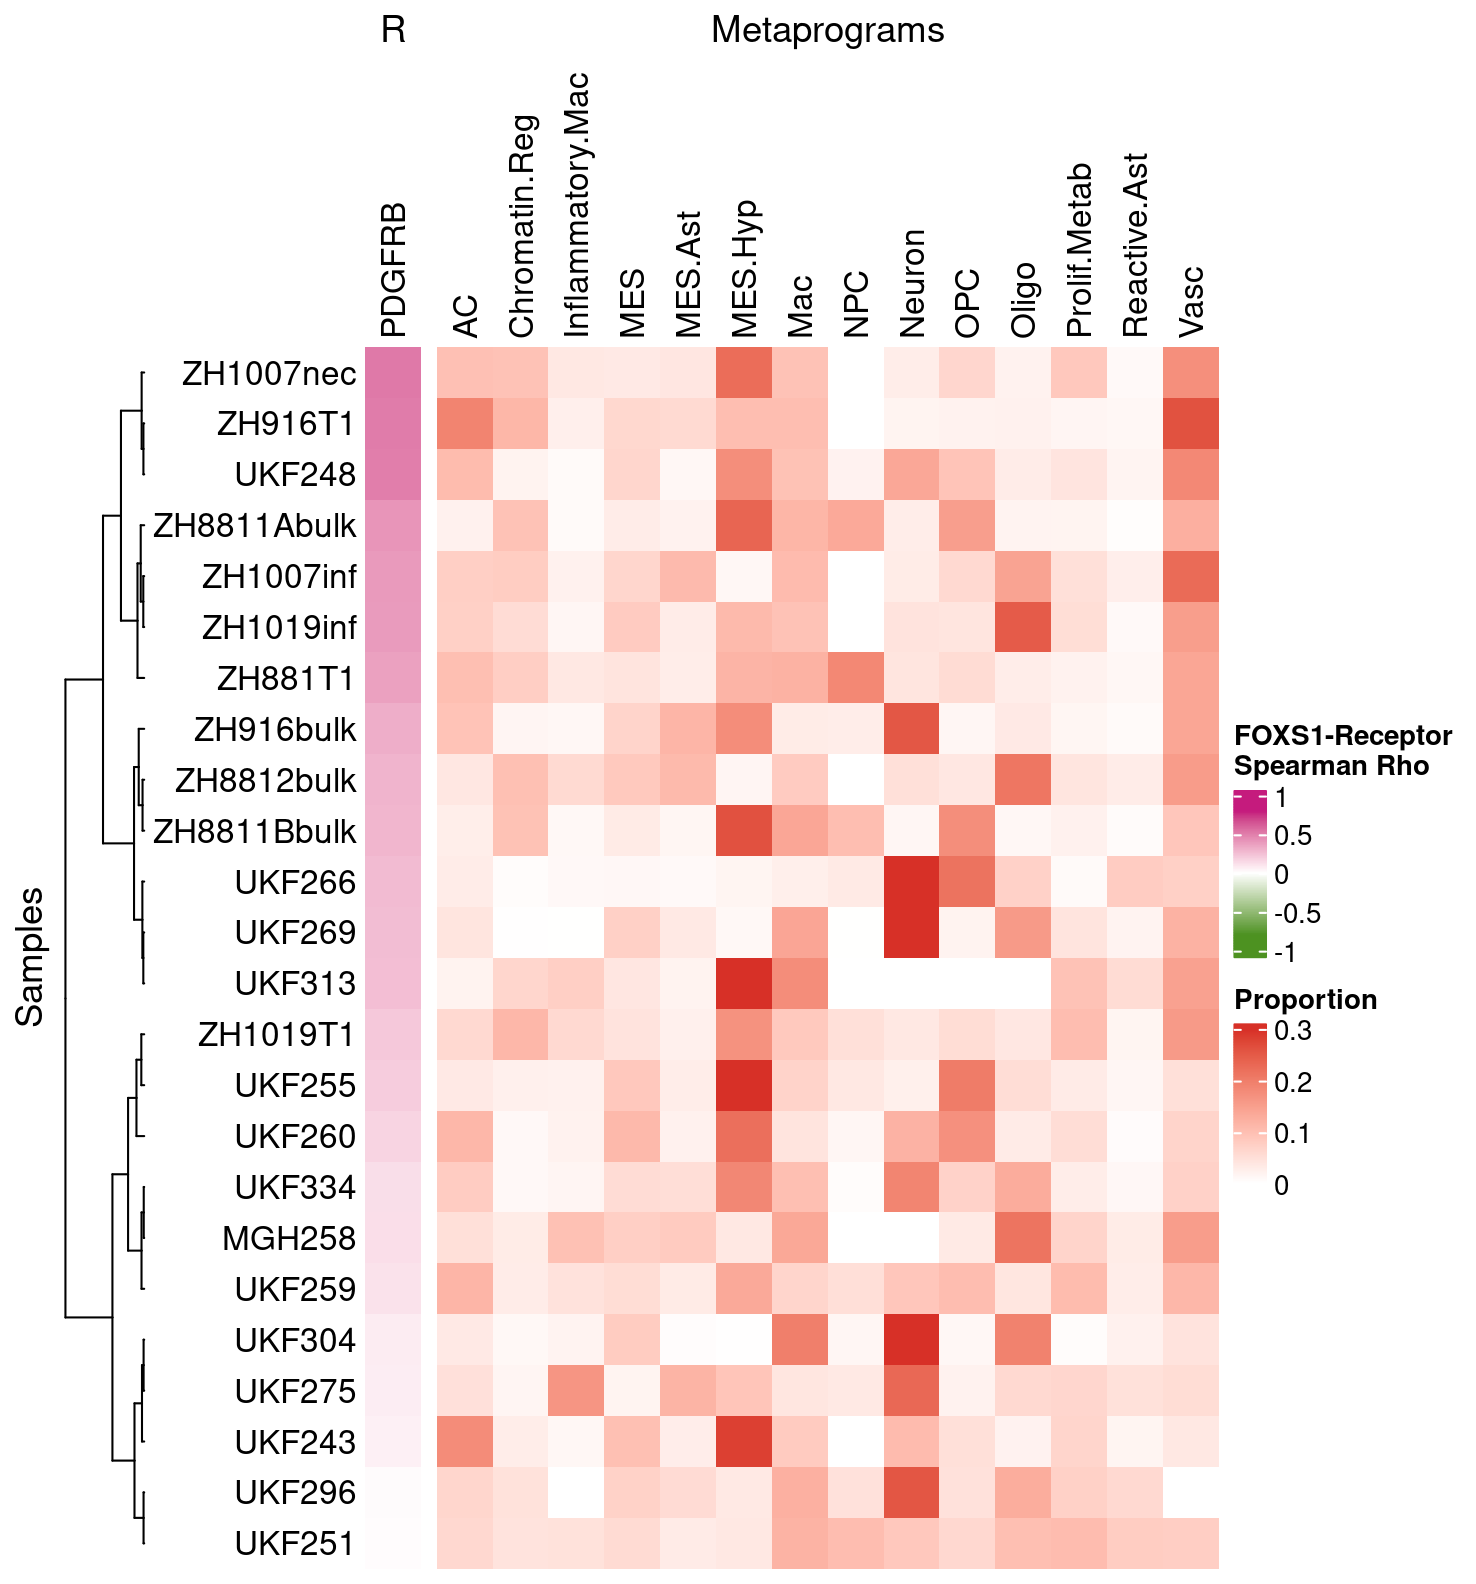 R
Metaprograms
PDGFRB
AC
Chromatin.Reg
Inflammatory.Mac
MES
MES.Ast
MES.Hyp
Mac
NPC
Neuron
OPC
Oligo
Prolif.Metab
Reactive.Ast
Vasc
Samples
ZH1007nec
ZH916T1
UKF248
ZH8811Abulk
ZH1007inf
ZH1019inf
ZH881T1
ZH916bulk
ZH8812bulk
ZH8811Bbulk
UKF266
UKF269
UKF313
ZH1019T1
UKF255
UKF260
UKF334
MGH258
UKF259
UKF304
UKF275
UKF243
UKF296
UKF251
FOXS1-Receptor
Spearman Rho
1
0.5
0
-0.5
-1
Proportion
0.3
0.2
0.1
0